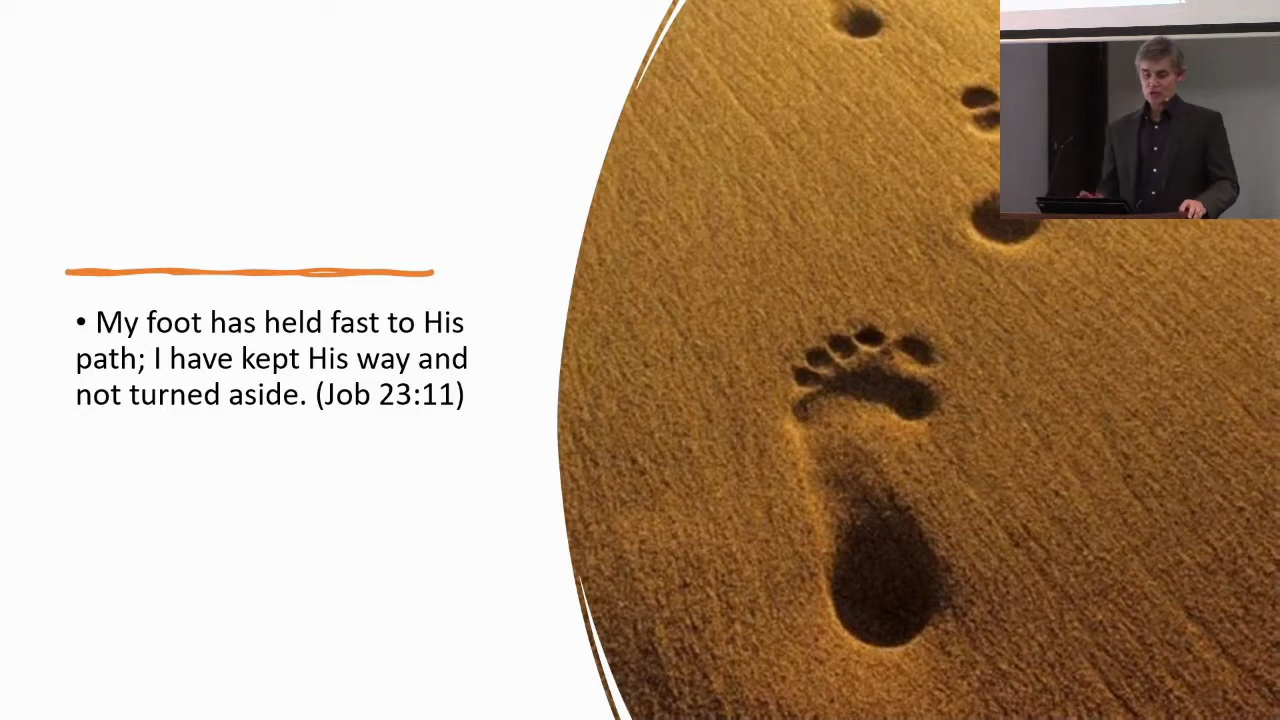 • My foot has held fast to His
path; I have kept His way and
not turned aside. (Job 23:11)